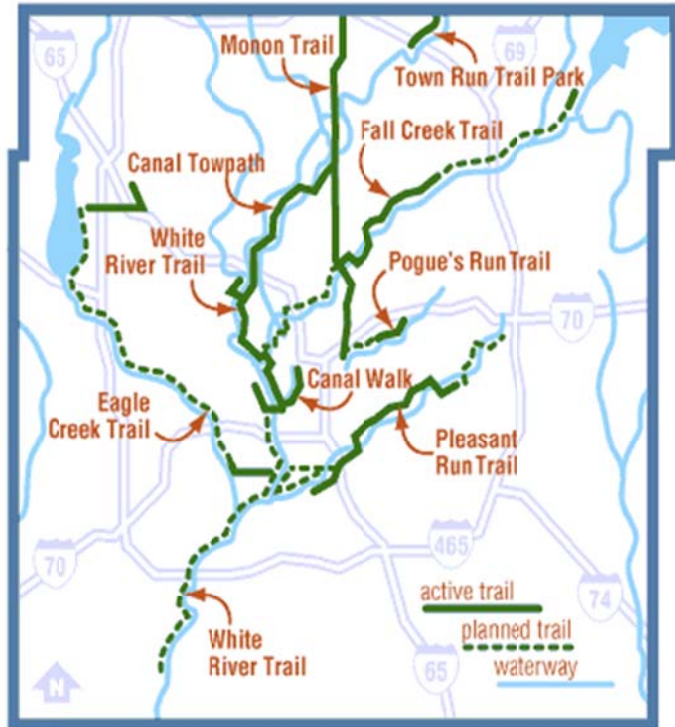 Monon Trail
65
69
Town Run Trail Park
Fall Creek Trail
Canal Towpath
White
River Trail
Pogue's Run Trail
70
Canal Walk
Eagle
Creek Trail
Pleasant
Run Trail
465
70
active trail
74
planned trail
White
River Trail
65
waterway
N